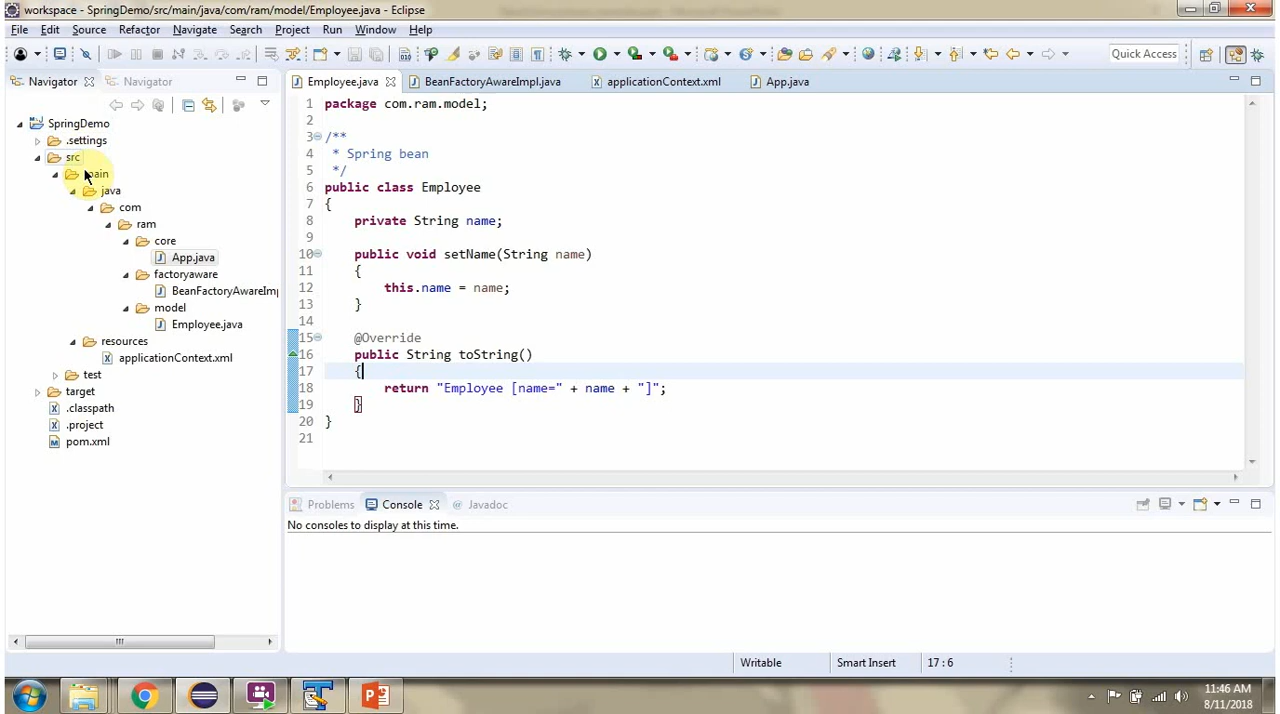 workspace - SpringDemo/src/main/java/com/ram/model/Employee.java - Eclipse
File Edit Source Refactor Navigate Search Project Run Window Help
Quick Access
Navigator Navigator
Employee.java BeanFactoryAwareImpl.java applicationContext.xml App.java
SpringDemo
.settings
src
main
java
com
ram
core
App.java
factoryaware
BeanFactoryAwareImp
model
Employee.java
resources
applicationContext.xml
test
target
.classpath
.project
pom.xml
1 package com.ram.model;
2
3 /**
4 * Spring bean
5 */
6 public class Employee
7 {
8 private String name;
9
10 public void setName(String name)
11 {
12 this.name = name;
13 }
14
15 @Override
16 public String toString()
17 {
18 return "Employee [name=" + name + "]";
19 }
20 }
21
Problems Console @ Javadoc
No consoles to display at this time.
Writable Smart Insert 17 : 6
11:46 AM
8/11/2018